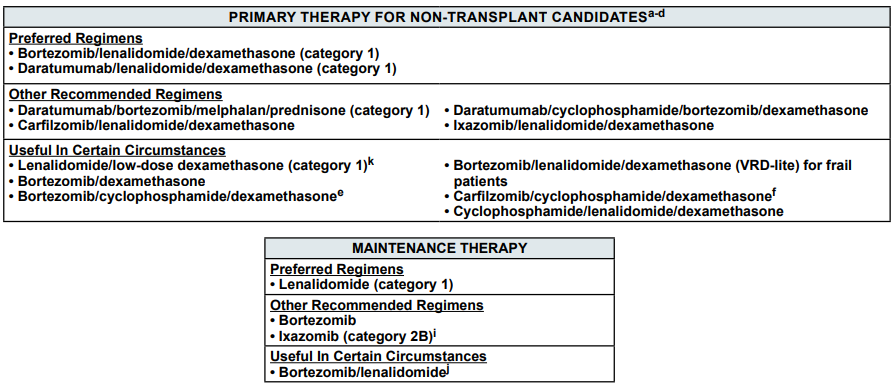 PRIMARY THERAPY FOR NON-TRANSPLANT CANDIDATESa-d
Preferred Regimens
• Bortezomib/lenalidomide/dexamethasone (category 1)
• Daratumumab/lenalidomide/dexamethasone (category 1)
Other Recommended Regimens
• Daratumumab/bortezomib/melphalan/prednisone (category 1)
• Carfilzomib/lenalidomide/dexamethasone
• Daratumumab/cyclophosphamide/bortezomib/dexamethasone
• Ixazomib/lenalidomide/dexamethasone
Useful In Certain Circumstances
• Lenalidomide/low-dose dexamethasone (category 1)k
• Bortezomib/dexamethasone
• Bortezomib/cyclophosphamide/dexamethasonee
• Bortezomib/lenalidomide/dexamethasone (VRD-lite) for frail
patients
• Carfilzomib/cyclophosphamide/dexamethasonef
• Cyclophosphamide/lenalidomide/dexamethasone
MAINTENANCE THERAPY
Preferred Regimens
• Lenalidomide (category 1)
Other Recommended Regimens
• Bortezomib
• Ixazomib (category 2B)i
Useful In Certain Circumstances
• Bortezomib/lenalidomidej